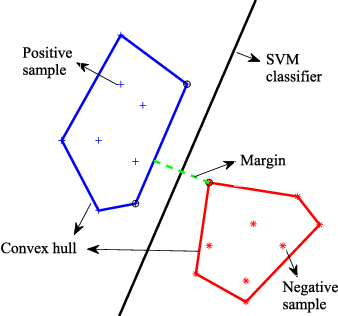 Positive
sample
SVM
classifier
Margin
Convex hull
Negative
sample